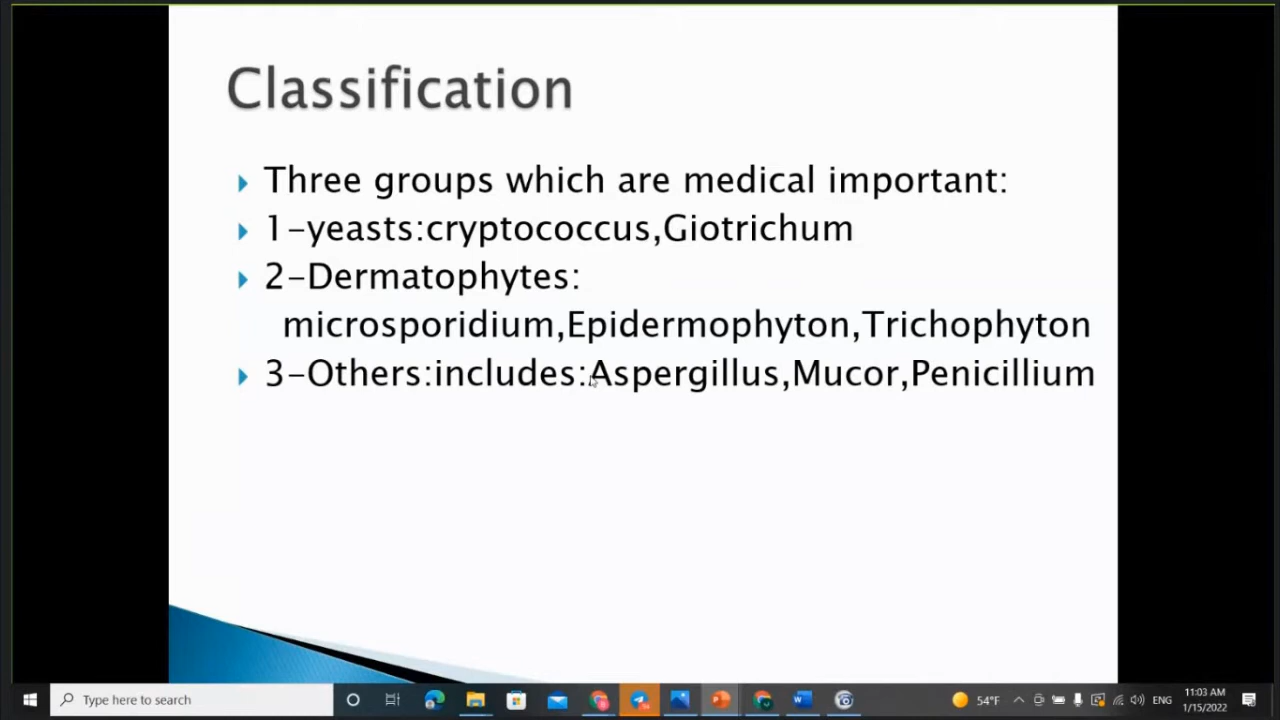 Classification
Three groups which are medical important:
1-yeasts:cryptococcus,Giotrichum
2-Dermatophytes:
microsporidium,Epidermophyton,Trichophyton
3-Others:includes:Aspergillus,Mucor,Penicillium
Type here to search
54°F
ENG
11:03 AM
1/15/2022